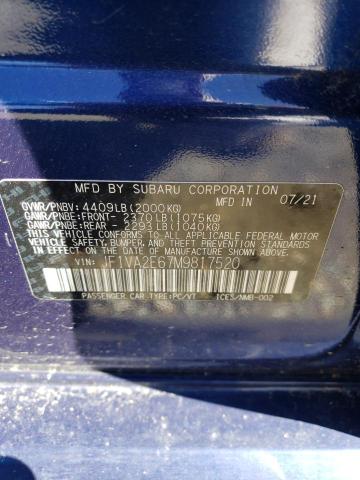 MFD BY SUBARU CORPORATION
GVWR/PNBV: 4409LB(2000KG) MFD IN 07/21
GAWR/PNBE:FRONT- 2370LB(1075KG)
GAWR/PNBE:REAR - 2293LB(1040KG)
THIS VEHICLE CONFORMS TO ALL APPLICABLE FEDERAL MOTOR
VEHICLE SAFETY, BUMPER, AND THEFT PREVENTION STANDARDS
IN EFFECT ON THE DATE OF MANUFACTURE SHOWN ABOVE.
VIN: JF1VA2E67M9817520
PASSENGER CAR TYPE:PC/VT ICES/NMB-002